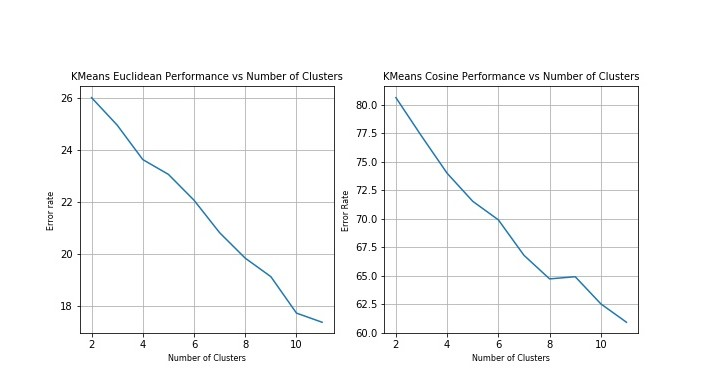 KMeans Euclidean Performance vs Number of Clusters
Error rate
26
24
22
20
18
2 4 6 8 10
Number of Clusters
KMeans Cosine Performance vs Number of Clusters
Error Rate
80.0
77.5
75.0
72.5
70.0
67.5
65.0
62.5
60.0
2 4 6 8 10
Number of Clusters